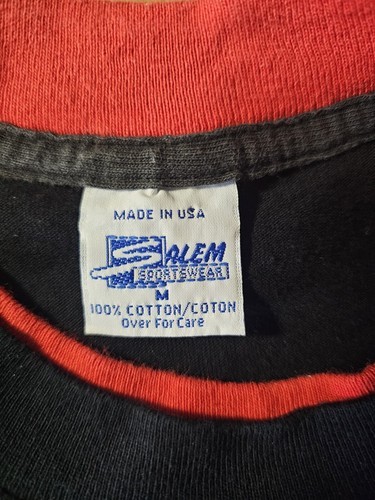 MADE IN USA
SALEM
SPORTSWEAR
M
100% COTTON/COTON
Over For Care